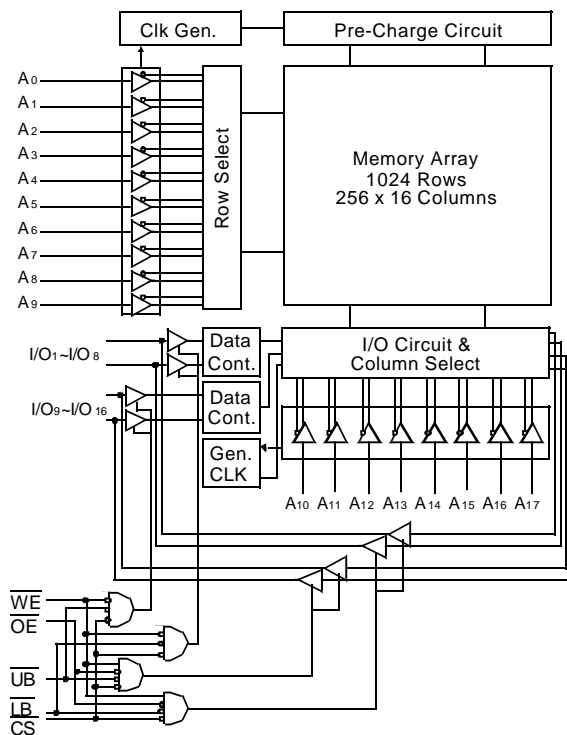 Clk Gen.
Pre-Charge Circuit
A0
A1
A2
A3
A4
A5
A6
A7
A8
A9
Row Select
Memory Array
1024 Rows
256 x 16 Columns
I/O1~I/O8
Data
Cont.
I/O Circuit &
Column Select
I/O9~I/O16
Data
Cont.
Gen.
CLK
A10 A11 A12 A13 A14 A15 A16 A17
WE
OE
UB
LB
CS